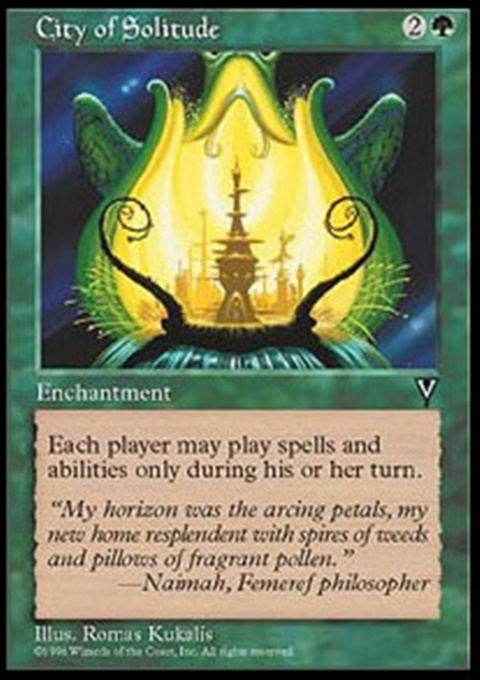 City of Solitude 2
Enchantment
Each player may play spells and
abilities only during his or her turn.
“My horizon was the arcing petals, my
new home resplendent with spires of weeds
and pillows of fragrant pollen.”
—Naimah, Femeref philosopher
Illus. Romas Kukalis
©1996 Wizards of the Coast, Inc. All rights reserved.